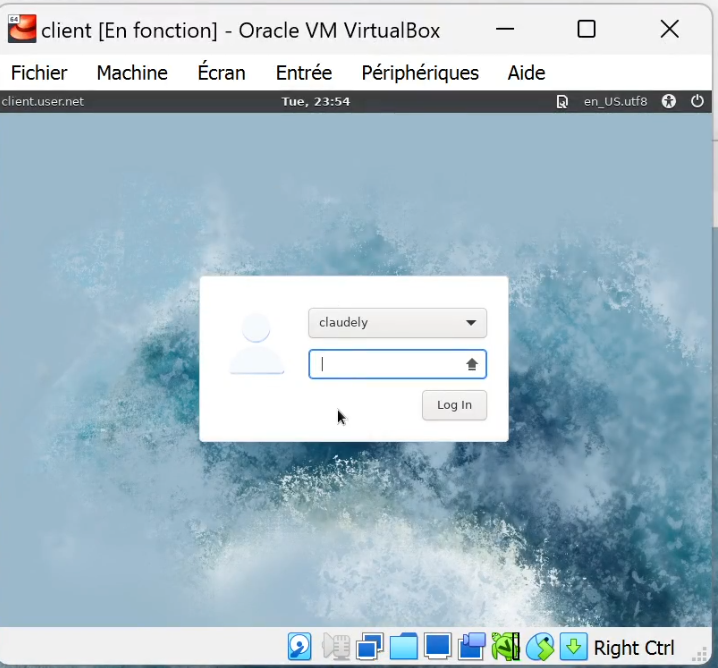 64
client [En fonction] - Oracle VM VirtualBox
Fichier Machine Écran Entrée Périphériques Aide
client.user.net Tue, 23:54 en_US.utf8
claudely
Log In
Right Ctrl